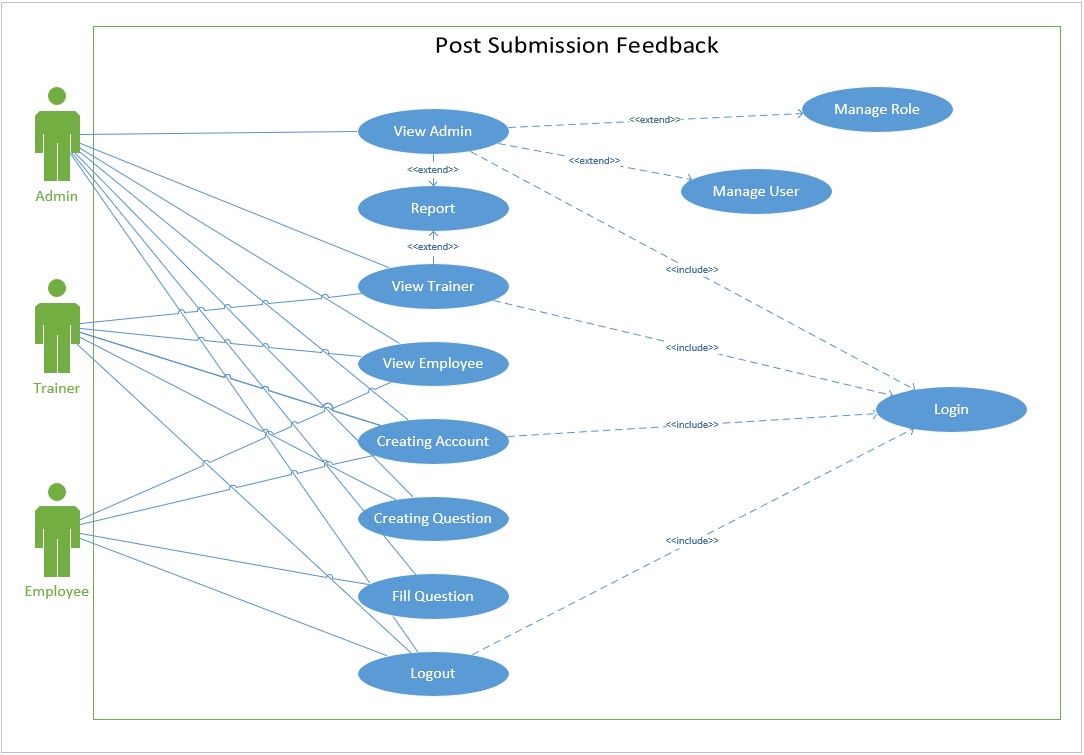 Post Submission Feedback
Manage Role
View Admin
<<extend>>
<<extend>>
<<extend>>
Manage User
Admin
Report
<<extend>>
<<include>>
View Trainer
<<include>>
View Employee
Trainer
Login
<<include>>
Creating Account
Creating Question
<<include>>
Employee
Fill Question
Logout